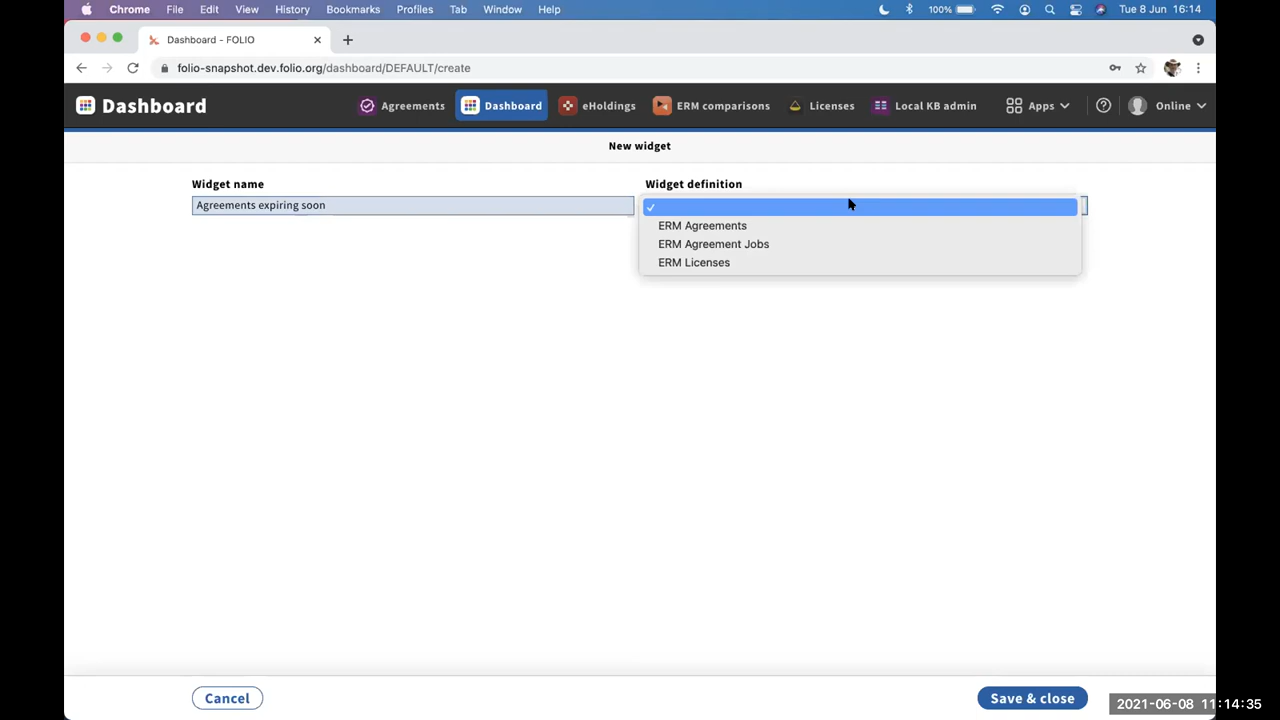 Chrome File Edit View History Bookmarks Profiles Tab Window Help 100% Tue 8 Jun 16:14
Dashboard - FOLIO
folio-snapshot.dev.folio.org/dashboard/DEFAULT/create
Dashboard Agreements Dashboard eHoldings ERM comparisons Licenses Local KB admin Apps Online
New widget
Widget name Widget definition
Agreements expiring soon
ERM Agreements
ERM Agreement Jobs
ERM Licenses
Cancel Save & close
2021-06-08 11:14:35